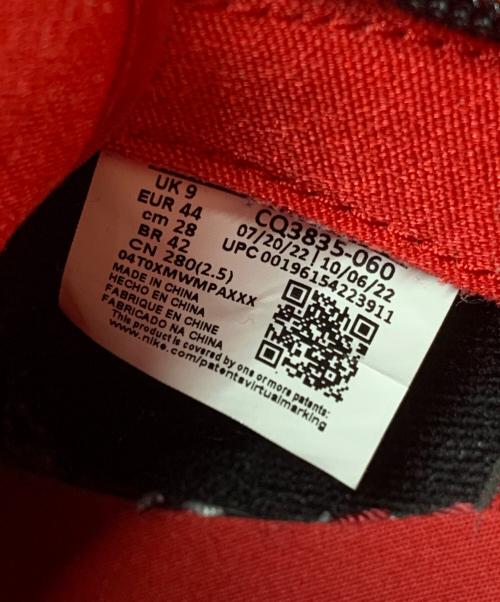 UK 9
EUR 44
cm 28
BR 42
CN 280(2.5)
04T0XMWMPAXXX
MADE IN CHINA
HECHO EN CHINA
FABRIQUE EN CHINE
FABRICADO NA CHINA
This product is covered by one or more patents:
www.nike.com/patentsvirtualmarking
CQ3835-060
07/20/22 | 10/06/22
UPC 00196154223911